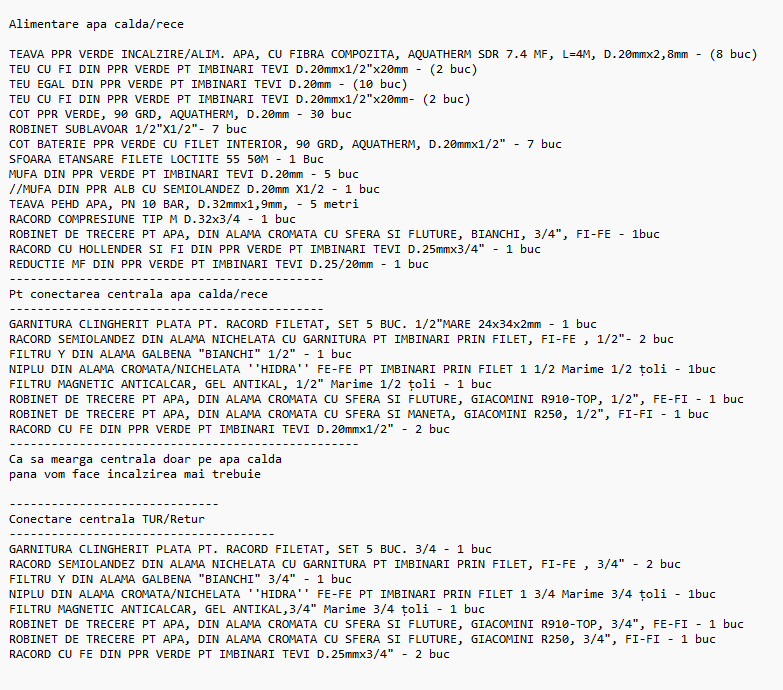 Alimentare apa calda/rece
TEAVA PPR VERDE INCALZIRE/ALIM. APA, CU FIBRA COMPOZITA, AQUATHERM SDR 7.4 MF, L=4M, D.20mmx2,8mm - (8 buc)
TEU CU FI DIN PPR VERDE PT IMBINARI TEVI D.20mmx1/2"x20mm - (2 buc)
TEU EGAL DIN PPR VERDE PT IMBINARI TEVI D.20mm - (10 buc)
TEU CU FI DIN PPR VERDE PT IMBINARI TEVI D.20mmx1/2"x20mm- (2 buc)
COT PPR VERDE, 90 GRD, AQUATHERM, D.20mm - 30 buc
ROBINET SUBLAVOAR 1/2"X1/2"- 7 buc
COT BATERIE PPR VERDE CU FILET INTERIOR, 90 GRD, AQUATHERM, D.20mmx1/2" - 7 buc
SFOARA ETANSARE FILETE LOCTITE 55 50M - 1 Buc
MUFA DIN PPR VERDE PT IMBINARI TEVI D.20mm - 5 buc
//MUFA DIN PPR ALB CU SEMIOLANDEZ D.20mm X1/2 - 1 buc
TEAVA PEHD APA, PN 10 BAR, D.32mmx1,9mm, - 5 metri
RACORD COMPRESIUNE TIP M D.32x3/4 - 1 buc
ROBINET DE TRECERE PT APA, DIN ALAMA CROMATA CU SFERA SI FLUTURE, BIANCHI, 3/4", FI-FE - 1buc
RACORD CU HOLLENDER SI FI DIN PPR VERDE PT IMBINARI TEVI D.25mmx3/4" - 1 buc
REDUCTIE MF DIN PPR VERDE PT IMBINARI TEVI D.25/20mm - 1 buc
---------------------------------------------
Pt conectarea centrala apa calda/rece
---------------------------------------------
GARNITURA CLINGHERIT PLATA PT. RACORD FILETAT, SET 5 BUC. 1/2"MARE 24x34x2mm - 1 buc
RACORD SEMIOLANDEZ DIN ALAMA NICHELATA CU GARNITURA PT IMBINARI PRIN FILET, FI-FE , 1/2"- 2 buc
FILTRU Y DIN ALAMA GALBENA "BIANCHI" 1/2" - 1 buc
NIPLU DIN ALAMA CROMATA/NICHELATA ''HIDRA'' FE-FE PT IMBINARI PRIN FILET 1 1/2 Marime 1/2 țoli - 1buc
FILTRU MAGNETIC ANTICALCAR, GEL ANTIKAL, 1/2" Marime 1/2 țoli - 1 buc
ROBINET DE TRECERE PT APA, DIN ALAMA CROMATA CU SFERA SI FLUTURE, GIACOMINI R910-TOP, 1/2", FE-FI - 1 buc
ROBINET DE TRECERE PT APA, DIN ALAMA CROMATA CU SFERA SI MANETA, GIACOMINI R250, 1/2", FI-FI - 1 buc
RACORD CU FE DIN PPR VERDE PT IMBINARI TEVI D.20mmx1/2" - 2 buc
--------------------------------------------------
Ca sa mearga centrala doar pe apa calda
pana vom face incalzirea mai trebuie
------------------------------
Conectare centrala TUR/Retur
--------------------------------------
GARNITURA CLINGHERIT PLATA PT. RACORD FILETAT, SET 5 BUC. 3/4 - 1 buc
RACORD SEMIOLANDEZ DIN ALAMA NICHELATA CU GARNITURA PT IMBINARI PRIN FILET, FI-FE , 3/4" - 2 buc
FILTRU Y DIN ALAMA GALBENA "BIANCHI" 3/4" - 1 buc
NIPLU DIN ALAMA CROMATA/NICHELATA ''HIDRA'' FE-FE PT IMBINARI PRIN FILET 1 3/4 Marime 3/4 țoli - 1buc
FILTRU MAGNETIC ANTICALCAR, GEL ANTIKAL,3/4" Marime 3/4 țoli - 1 buc
ROBINET DE TRECERE PT APA, DIN ALAMA CROMATA CU SFERA SI FLUTURE, GIACOMINI R910-TOP, 3/4", FE-FI - 1 buc
ROBINET DE TRECERE PT APA, DIN ALAMA CROMATA CU SFERA SI FLUTURE, GIACOMINI R250, 3/4", FI-FI - 1 buc
RACORD CU FE DIN PPR VERDE PT IMBINARI TEVI D.25mmx3/4" - 2 buc